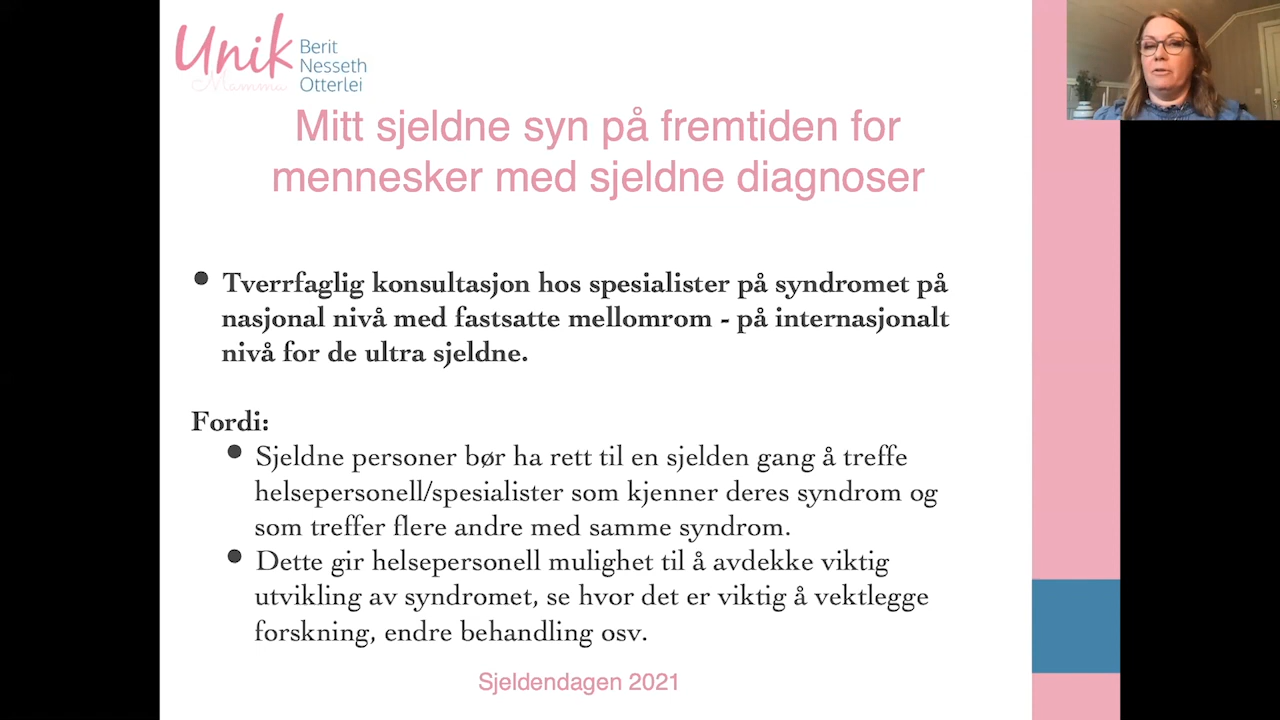 Unik
Mamma
Berit
Nesseth
Otterlei
Mitt sjeldne syn på fremtiden for
mennesker med sjeldne diagnoser
• Tverrfaglig konsultasjon hos spesialister på syndromet på
nasjonal nivå med fastsatte mellomrom - på internasjonalt
nivå for de ultra sjeldne.
Fordi:
• Sjeldne personer bør ha rett til en sjelden gang å treffe
helsepersonell/spesialister som kjenner deres syndrom og
som treffer flere andre med samme syndrom.
• Dette gir helsepersonell mulighet til å avdekke viktig
utvikling av syndromet, se hvor det er viktig å vektlegge
forskning, endre behandling osv.
Sjeldendagen 2021